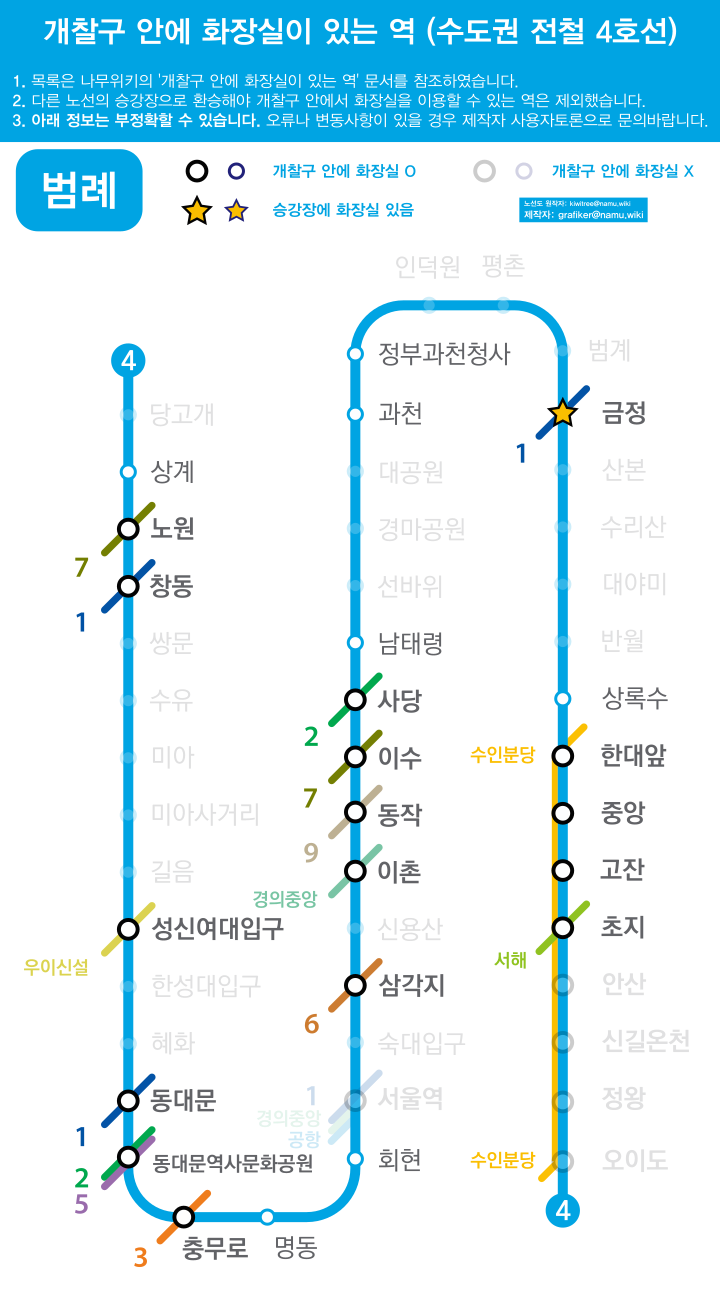 개찰구 안에 화장실이 있는 역 (수도권 전철 4호선)
1. 목록은 나무위키의 '개찰구 안에 화장실이 있는 역' 문서를 참조하였습니다.
2. 다른 노선의 승강장으로 환승해야 개찰구 안에서 화장실을 이용할 수 있는 역은 제외했습니다.
3. 아래 정보는 부정확할 수 있습니다. 오류나 변동사항이 있을 경우 제작자 사용자토론으로 문의바랍니다.
범례
개찰구 안에 화장실 O
개찰구 안에 화장실 X
승강장에 화장실 있음
노선도 원작자: kiwitree@namu.wiki
제작자: grafiker@namu.wiki
4
당고개
상계
노원
7
창동
1
쌍문
수유
미아
미아사거리
길음
성신여대입구
우이신설
한성대입구
혜화
동대문
1
동대문역사문화공원
2
5
충무로
3
명동
회현
서울역
1
경의중앙
공항
숙대입구
삼각지
6
신용산
이촌
경의중앙
동작
9
이수
7
사당
2
남태령
선바위
경마공원
대공원
과천
정부과천청사
인덕원
평촌
범계
금정
1
산본
수리산
대야미
반월
상록수
한대앞
수인분당
중앙
고잔
초지
서해
안산
신길온천
정왕
오이도
수인분당
4